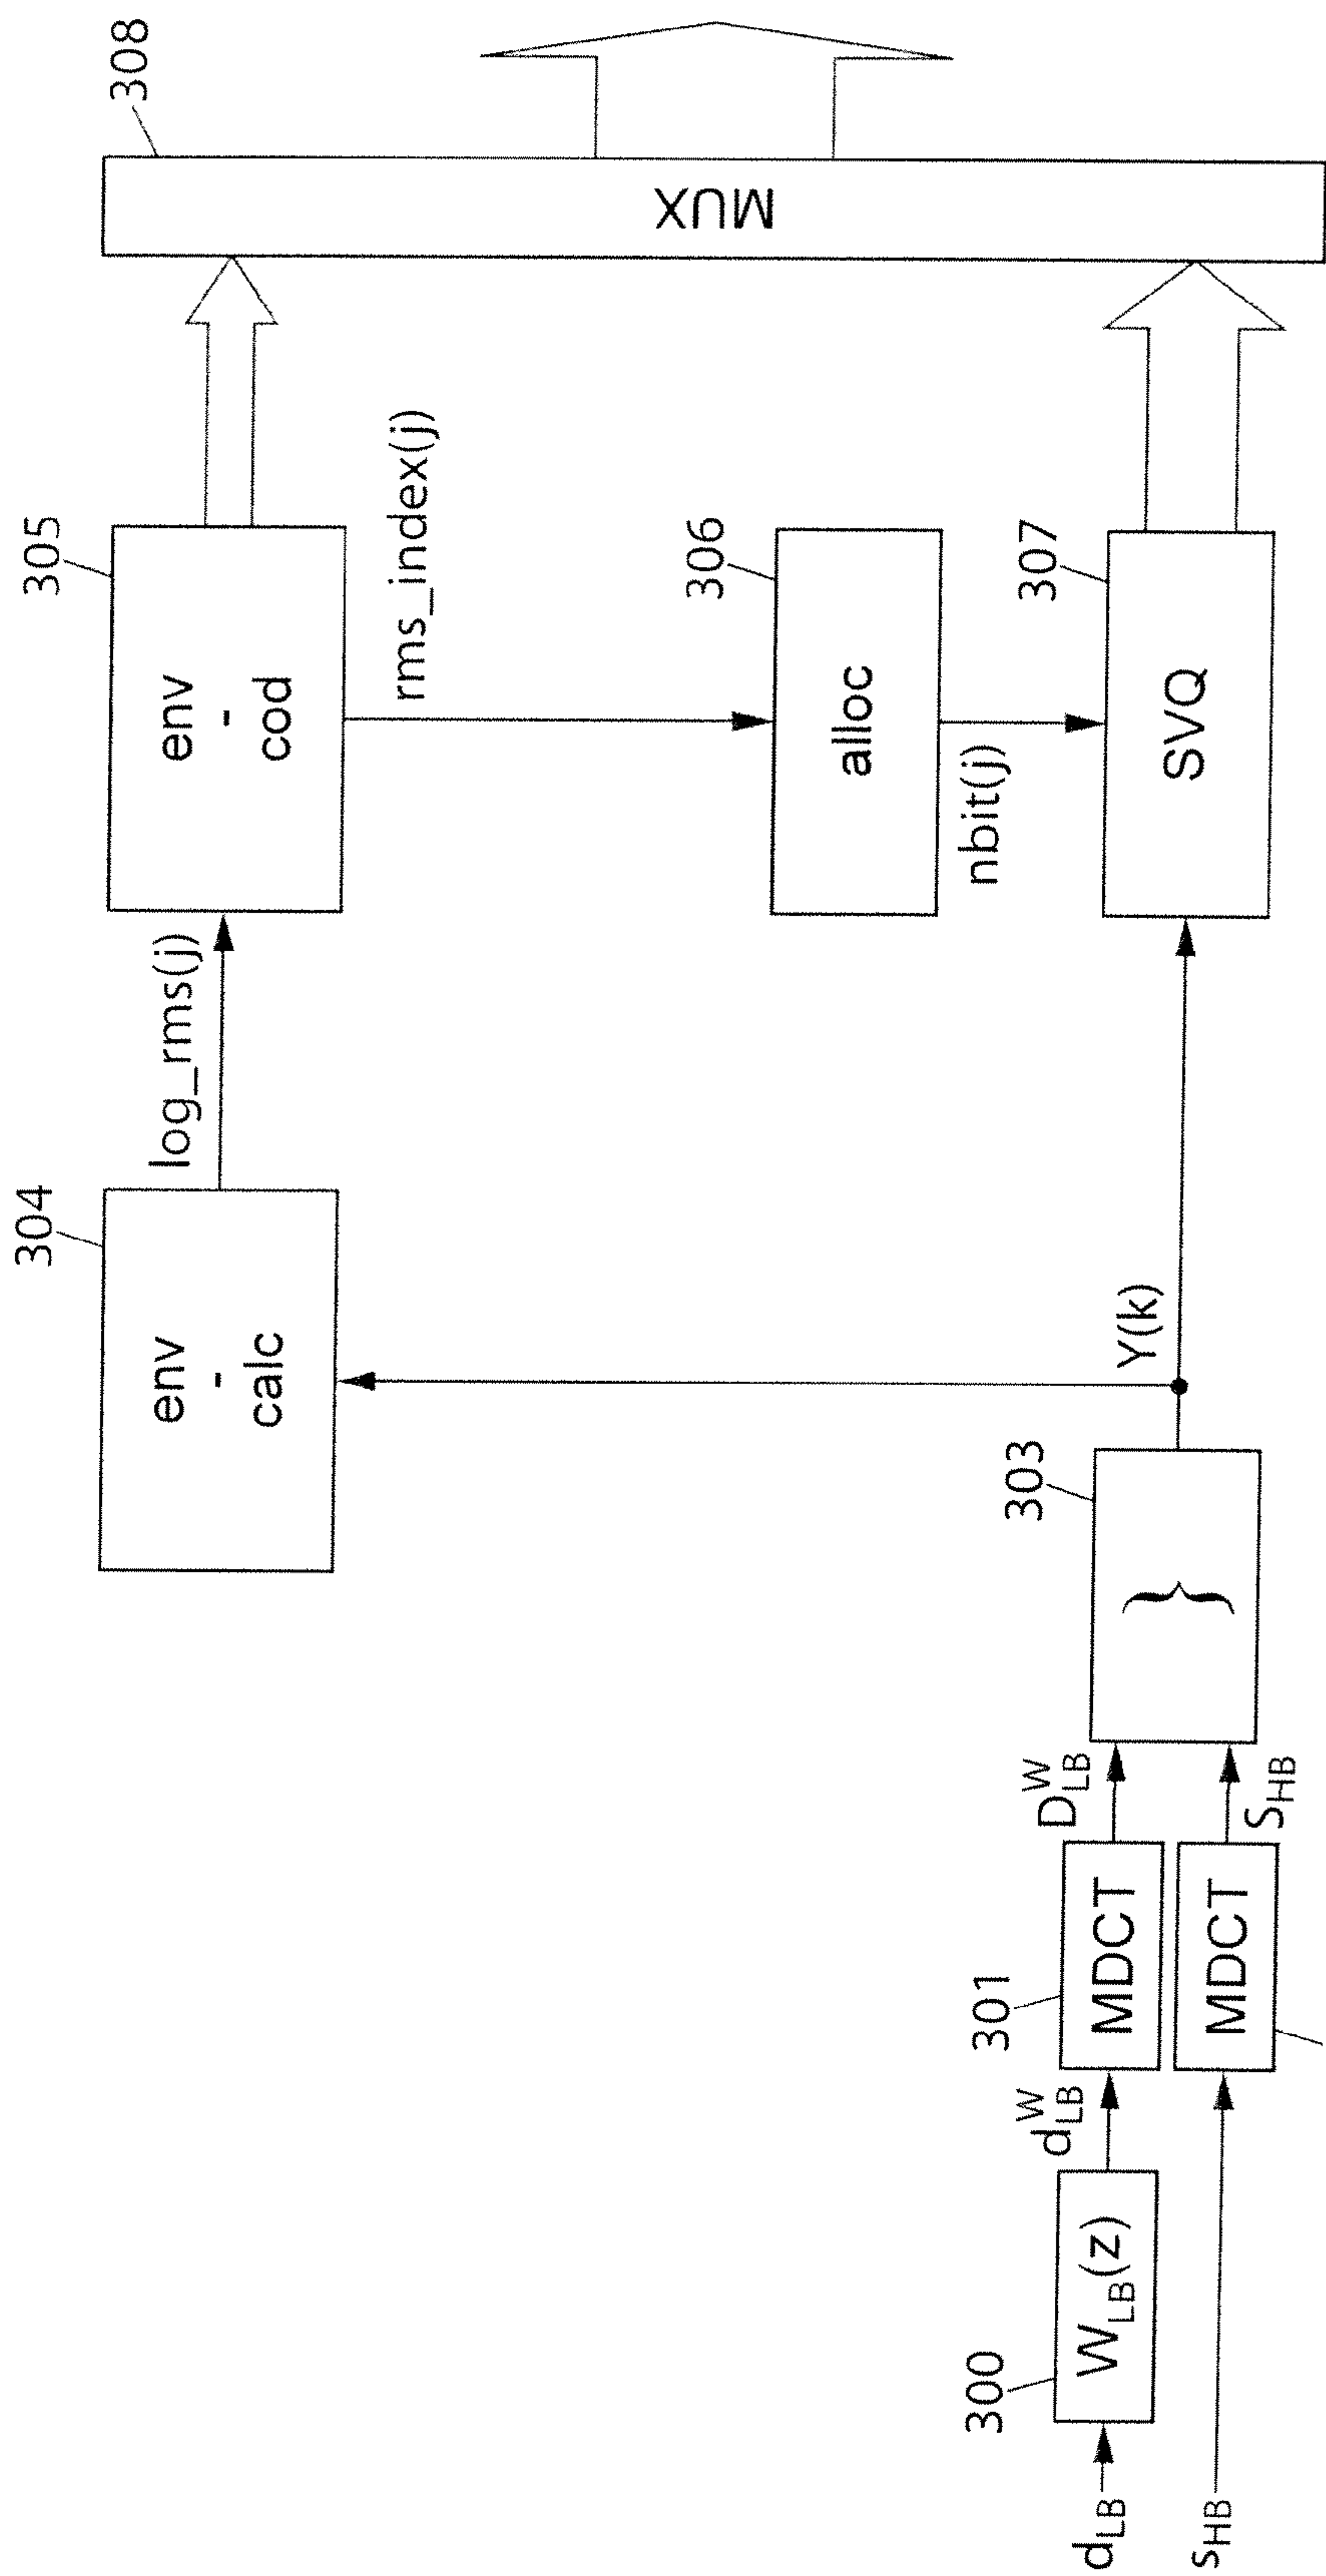 308
MUX
305
env
-
cod
rms_index(j)
306
alloc
nbit(j)
307
SVQ
log_rms(j)
304
env
-
calc
Y(k)
303
}
D^W_LB
S_HB
301
MDCT
MDCT
d^W_LB
300
W_LB(z)
d_LB
s_HB